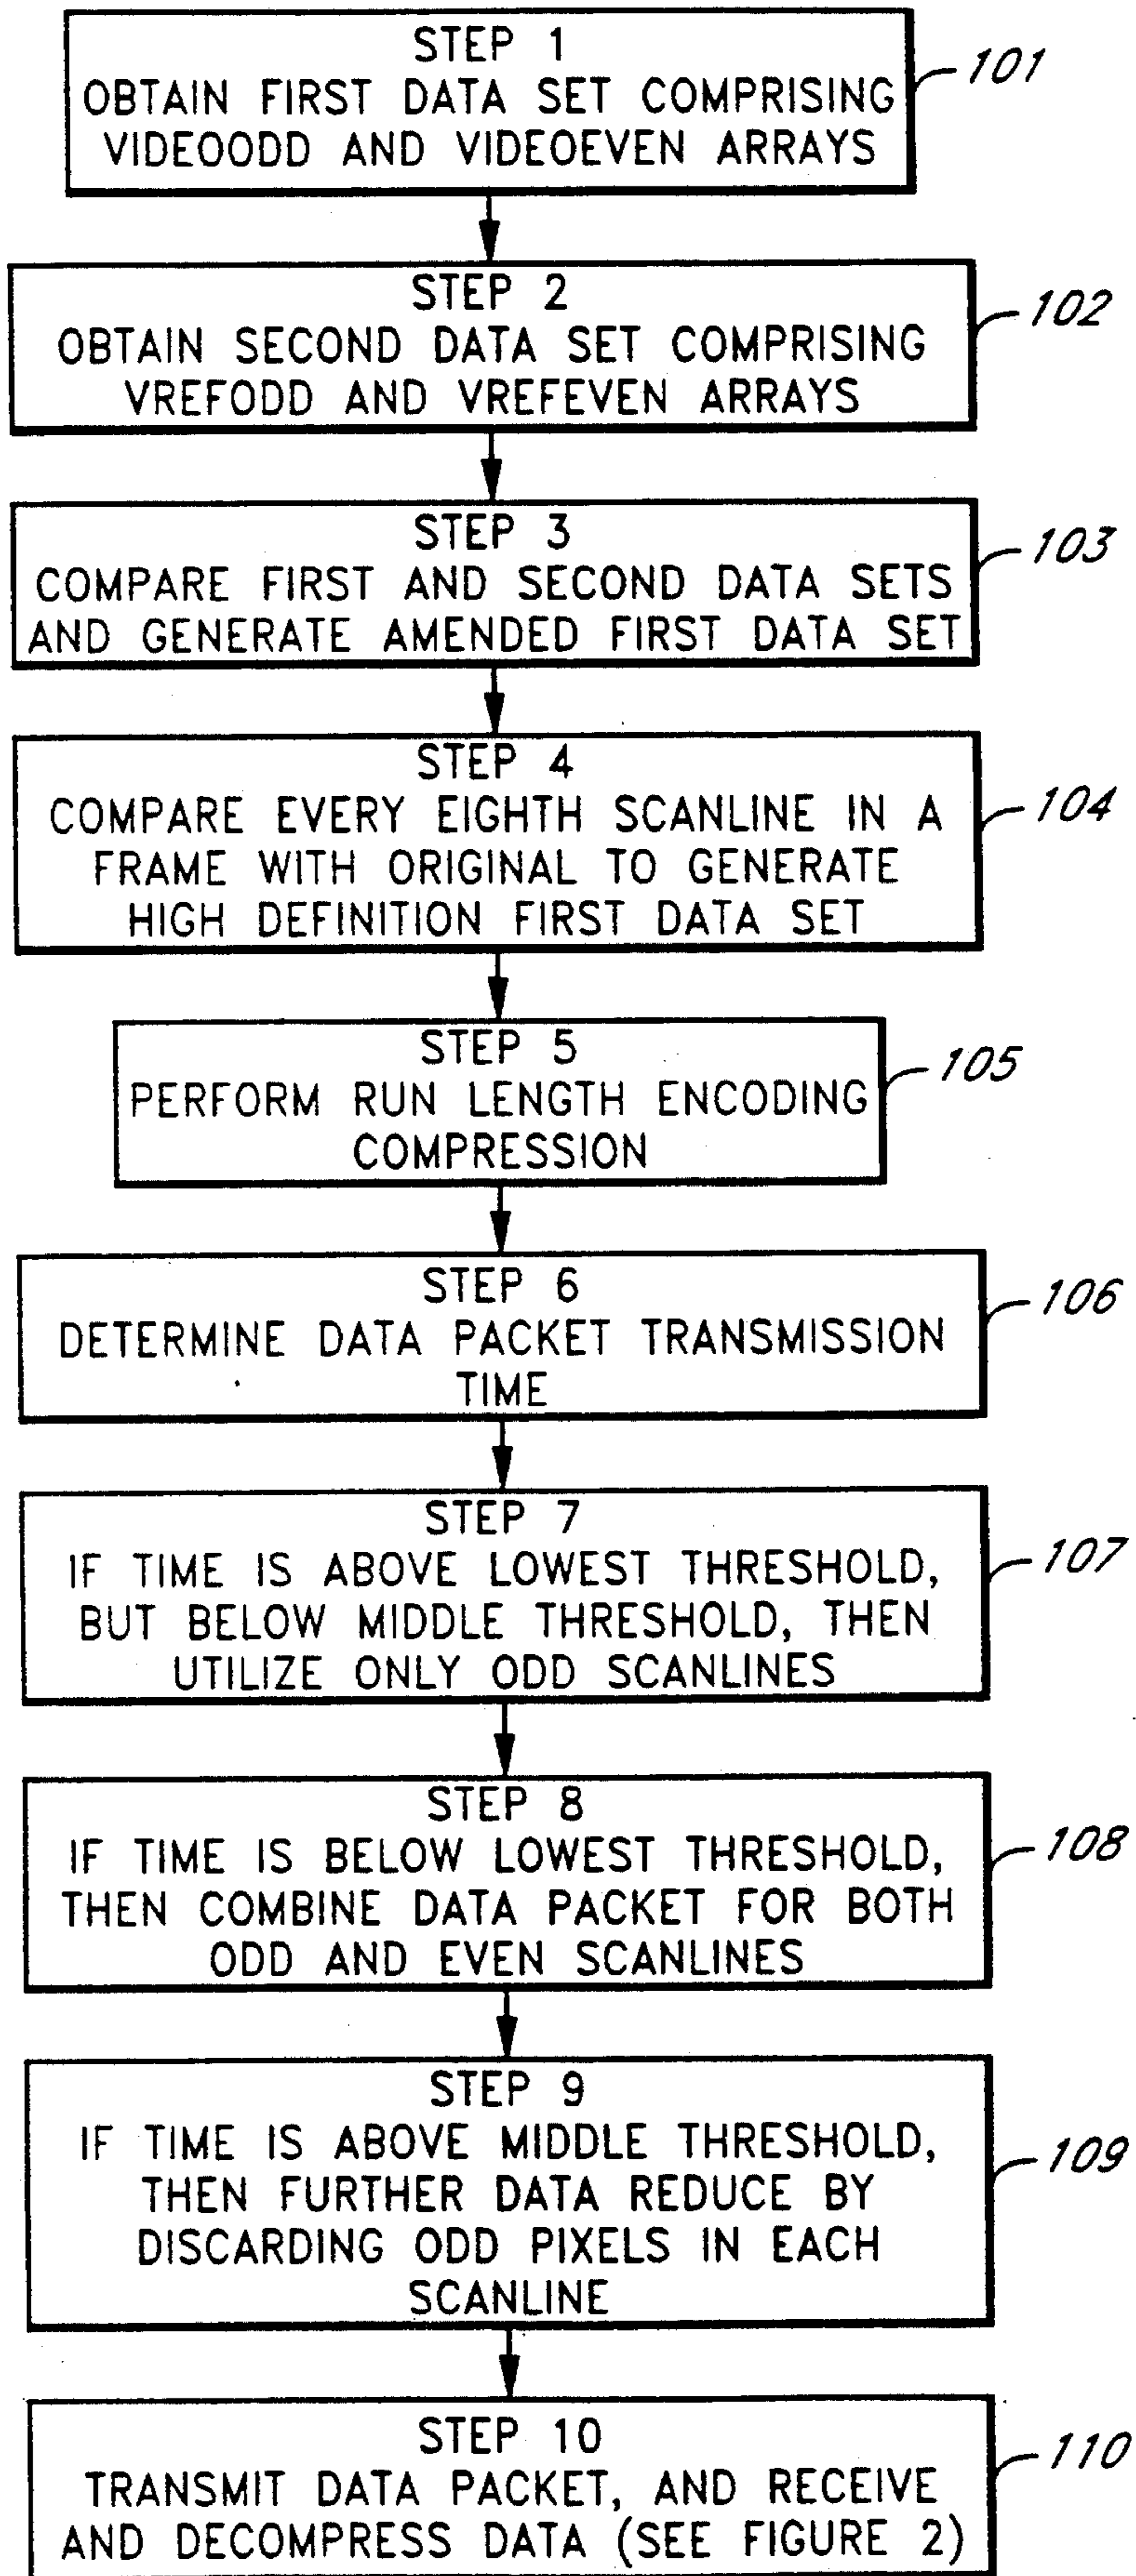 STEP 1
OBTAIN FIRST DATA SET COMPRISING
VIDEOODD AND VIDEOEVEN ARRAYS
101
STEP 2
OBTAIN SECOND DATA SET COMPRISING
VREFODD AND VREFEVEN ARRAYS
102
STEP 3
COMPARE FIRST AND SECOND DATA SETS
AND GENERATE AMENDED FIRST DATA SET
103
STEP 4
COMPARE EVERY EIGHTH SCANLINE IN A
FRAME WITH ORIGINAL TO GENERATE
HIGH DEFINITION FIRST DATA SET
104
STEP 5
PERFORM RUN LENGTH ENCODING
COMPRESSION
105
STEP 6
DETERMINE DATA PACKET TRANSMISSION
TIME
106
STEP 7
IF TIME IS ABOVE LOWEST THRESHOLD,
BUT BELOW MIDDLE THRESHOLD, THEN
UTILIZE ONLY ODD SCANLINES
107
STEP 8
IF TIME IS BELOW LOWEST THRESHOLD,
THEN COMBINE DATA PACKET FOR BOTH
ODD AND EVEN SCANLINES
108
STEP 9
IF TIME IS ABOVE MIDDLE THRESHOLD,
THEN FURTHER DATA REDUCE BY
DISCARDING ODD PIXELS IN EACH
SCANLINE
109
STEP 10
TRANSMIT DATA PACKET, AND RECEIVE
AND DECOMPRESS DATA (SEE FIGURE 2)
110